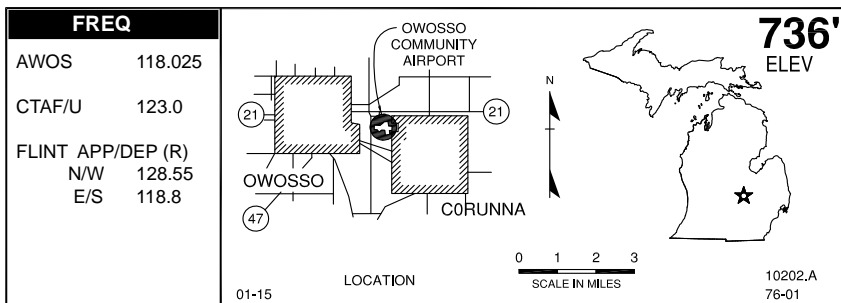 FREQ
AWOS 118.025
CTAF/U 123.0
FLINT APP/DEP (R)
N/W 128.55
E/S 118.8
OWOSSO
COMMUNITY
AIRPORT
21
21
OWOSSO
47
C0RUNNA
LOCATION
01-15
N
0 1 2 3
SCALE IN MILES
736'
ELEV
10202.A
76-01